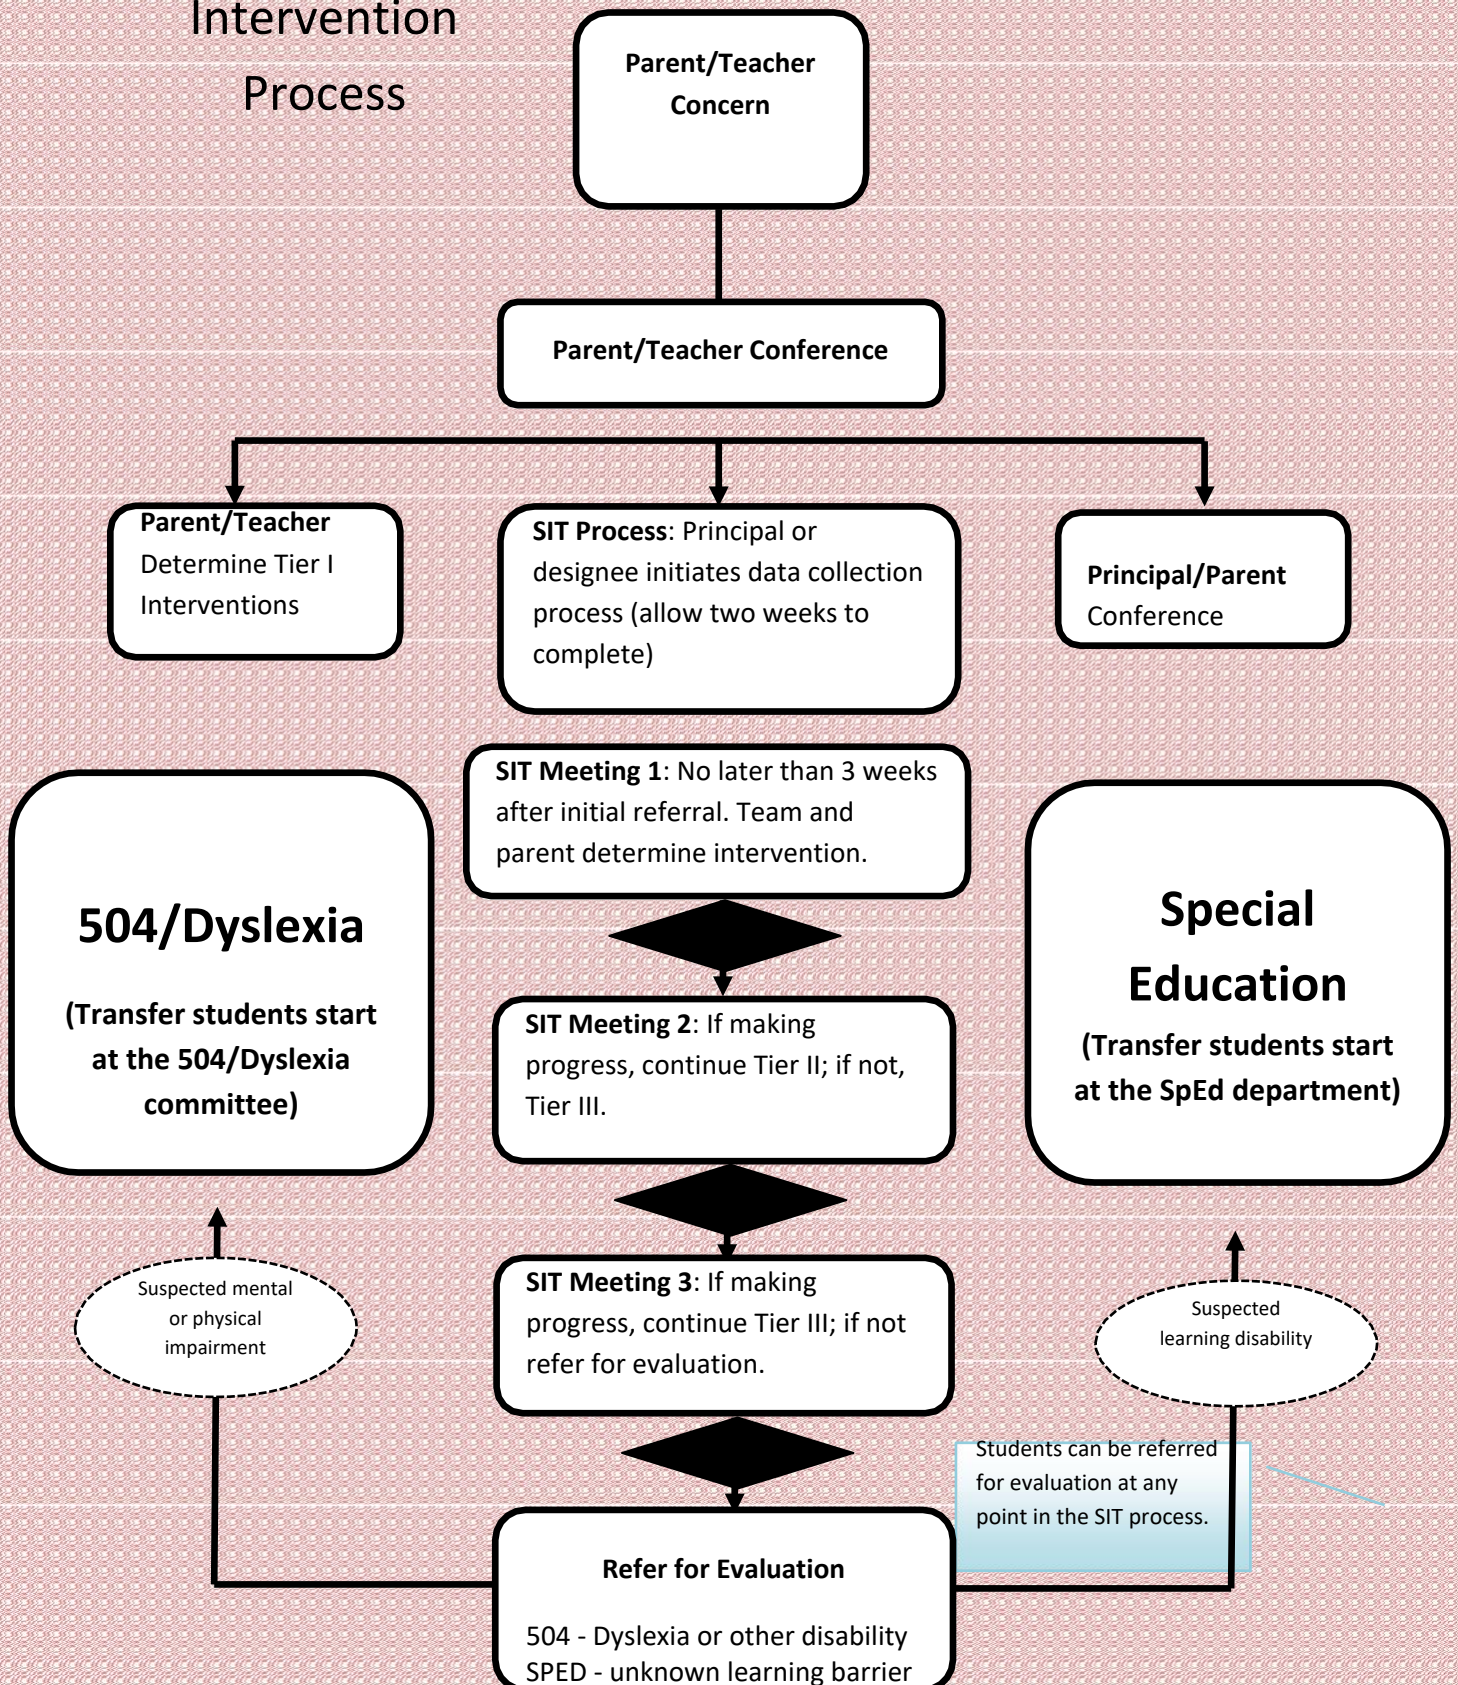 Intervention
Process
Parent/Teacher
Concern
Parent/Teacher Conference
Parent/Teacher
Determine Tier I
Interventions
SIT Process: Principal or
designee initiates data collection
process (allow two weeks to
complete)
Principal/Parent
Conference
SIT Meeting 1: No later than 3 weeks
after initial referral. Team and
parent determine intervention.
504/Dyslexia
(Transfer students start
at the 504/Dyslexia
committee)
Special
Education
(Transfer students start
at the SpEd department)
SIT Meeting 2: If making
progress, continue Tier II; if not,
Tier III.
SIT Meeting 3: If making
progress, continue Tier III; if not
refer for evaluation.
Suspected mental
or physical
impairment
Suspected
learning disability
Students can be referred
for evaluation at any
point in the SIT process.
Refer for Evaluation
504 - Dyslexia or other disability
SPED - unknown learning barrier